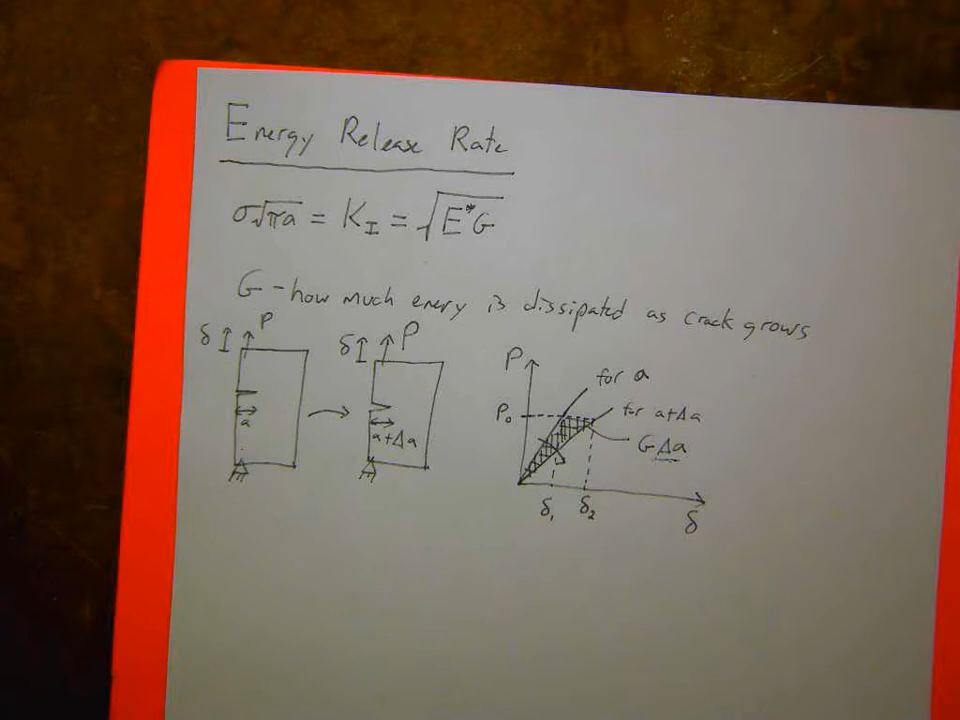 Energy Release Rate
σ√πa = K_I = √E*G
G - how much enery is dissipated as crack grows
δ P
a
δ P
a+Δa
P
for a
P₀
for a+Δa
G Δa
δ₁ δ₂
δ